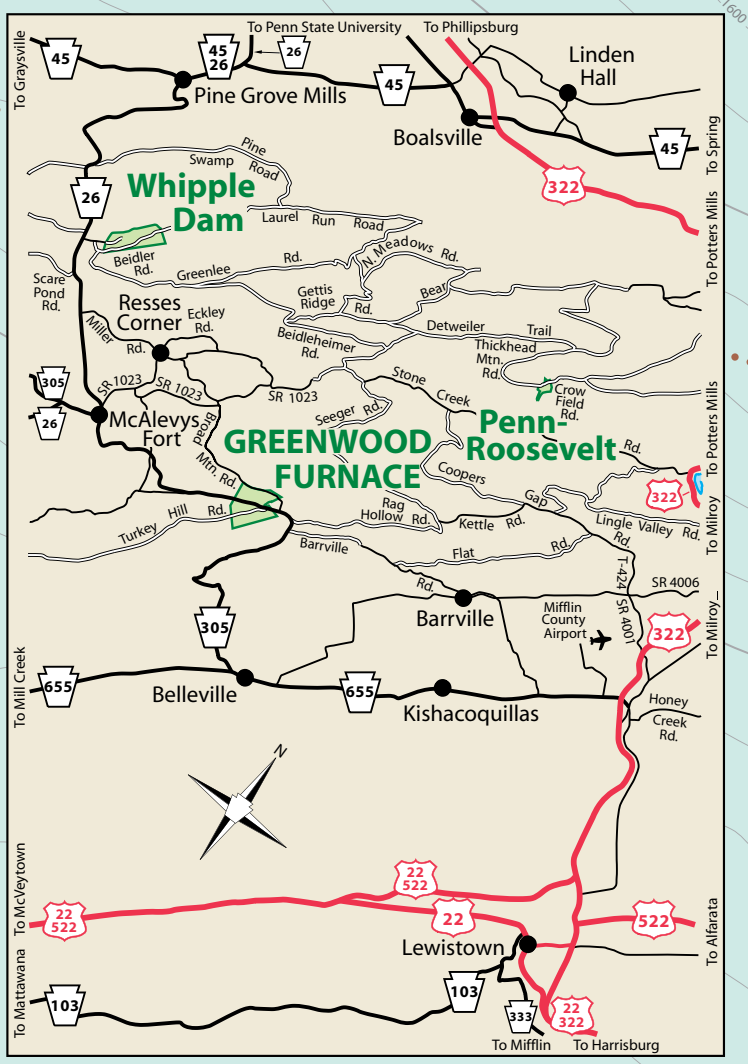 To Penn State University
To Phillipsburg
1600
To Graysville
45
45
26
26
Linden
Hall
Pine Grove Mills
45
Boalsville
45
To Spring
322
To Potters Mills
Pine
Swamp
Road
26
Whipple
Dam
Laurel Run Road
Beidler
Rd.
Greenlee
Rd.
N. Meadows Rd.
Scare
Pond
Rd.
Gettis
Ridge
Rd.
Bear
Resses
Corner
Eckley
Rd.
Miller
Rd.
Beidleheimer
Rd.
Detweiler
Trail
Thickhead
Mtn.
Rd.
305
26
SR 1023
SR 1023
SR 1023
Stone
Creek
Rd.
Crow
Field
Rd.
McAlevys
Fort
Broad
Mtn. Rd.
Seeger Rd.
GREENWOOD
FURNACE
Penn-
Roosevelt
To Potters Mills
322
Coopers
Gap
Rd.
To Milroy
Turkey
Hill
Rd.
Rag
Hollow Rd.
Kettle
Rd.
Lingle Valley
Rd.
Barrville
Rd.
Flat
Rd.
T-424
SR 4001
SR 4006
Barrville
Mifflin
County
Airport
322
To Milroy_
305
To Mill Creek
655
Belleville
655
Kishacoquillas
Honey
Creek
Rd.
N
To McVeytown
22
522
22
522
22
522
To Alfarata
Lewistown
To Mattawana
103
103
333
22
322
To Mifflin
To Harrisburg